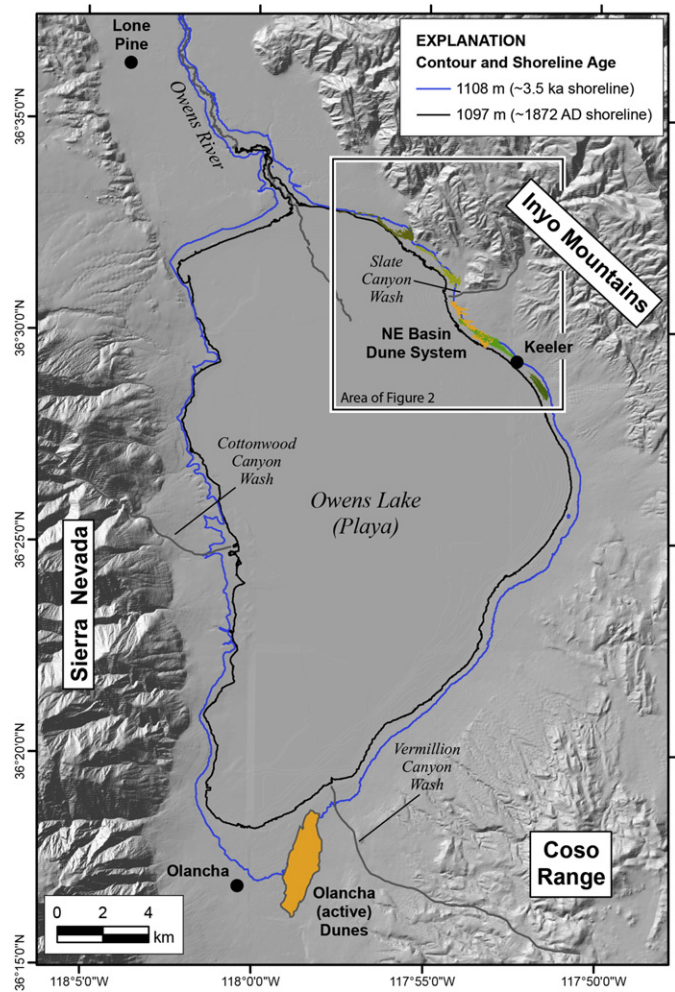 Lone
Pine
EXPLANATION
Contour and Shoreline Age
1108 m (~3.5 ka shoreline)
1097 m (~1872 AD shoreline)
36°35'0"N
Owens River
Inyo Mountains
Slate
Canyon
Wash
36°30'0"N
NE Basin
Dune System
Keeler
Area of Figure 2
Cottonwood
Canyon
Wash
Owens Lake
(Playa)
36°25'0"N
Sierra Nevada
36°20'0"N
Vermillion
Canyon
Wash
Olancha
Coso
Range
Olancha
(active)
Dunes
0 2 4
km
36°15'0"N
118°5'0"W 118°0'0"W 117°55'0"W 117°50'0"W